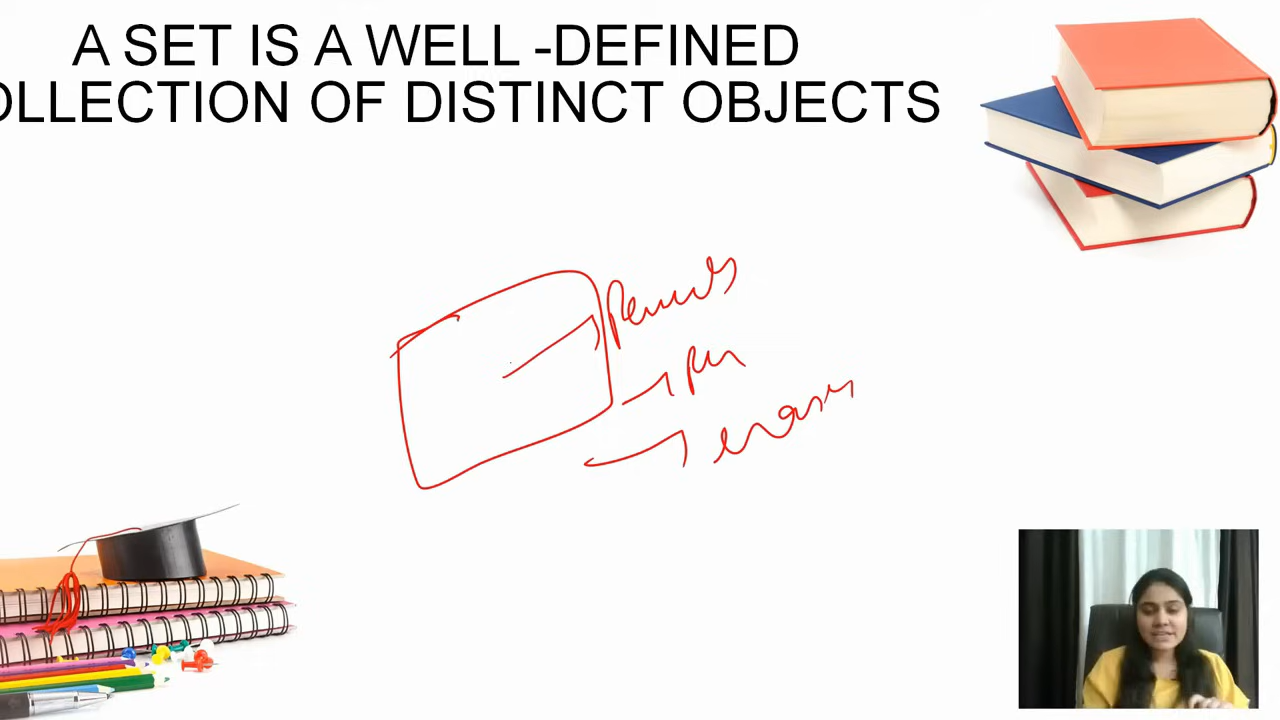 A SET IS A WELL -DEFINED
OLLECTION OF DISTINCT OBJECTS